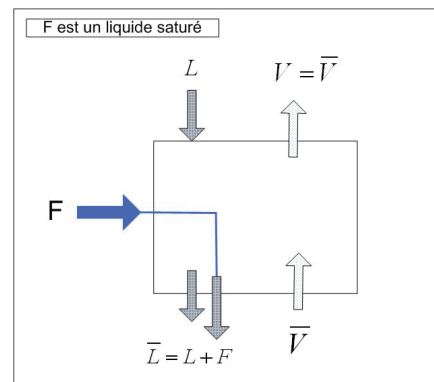 F est un liquide saturé
L
V = V̅
F
L̅ = L + F
V̅